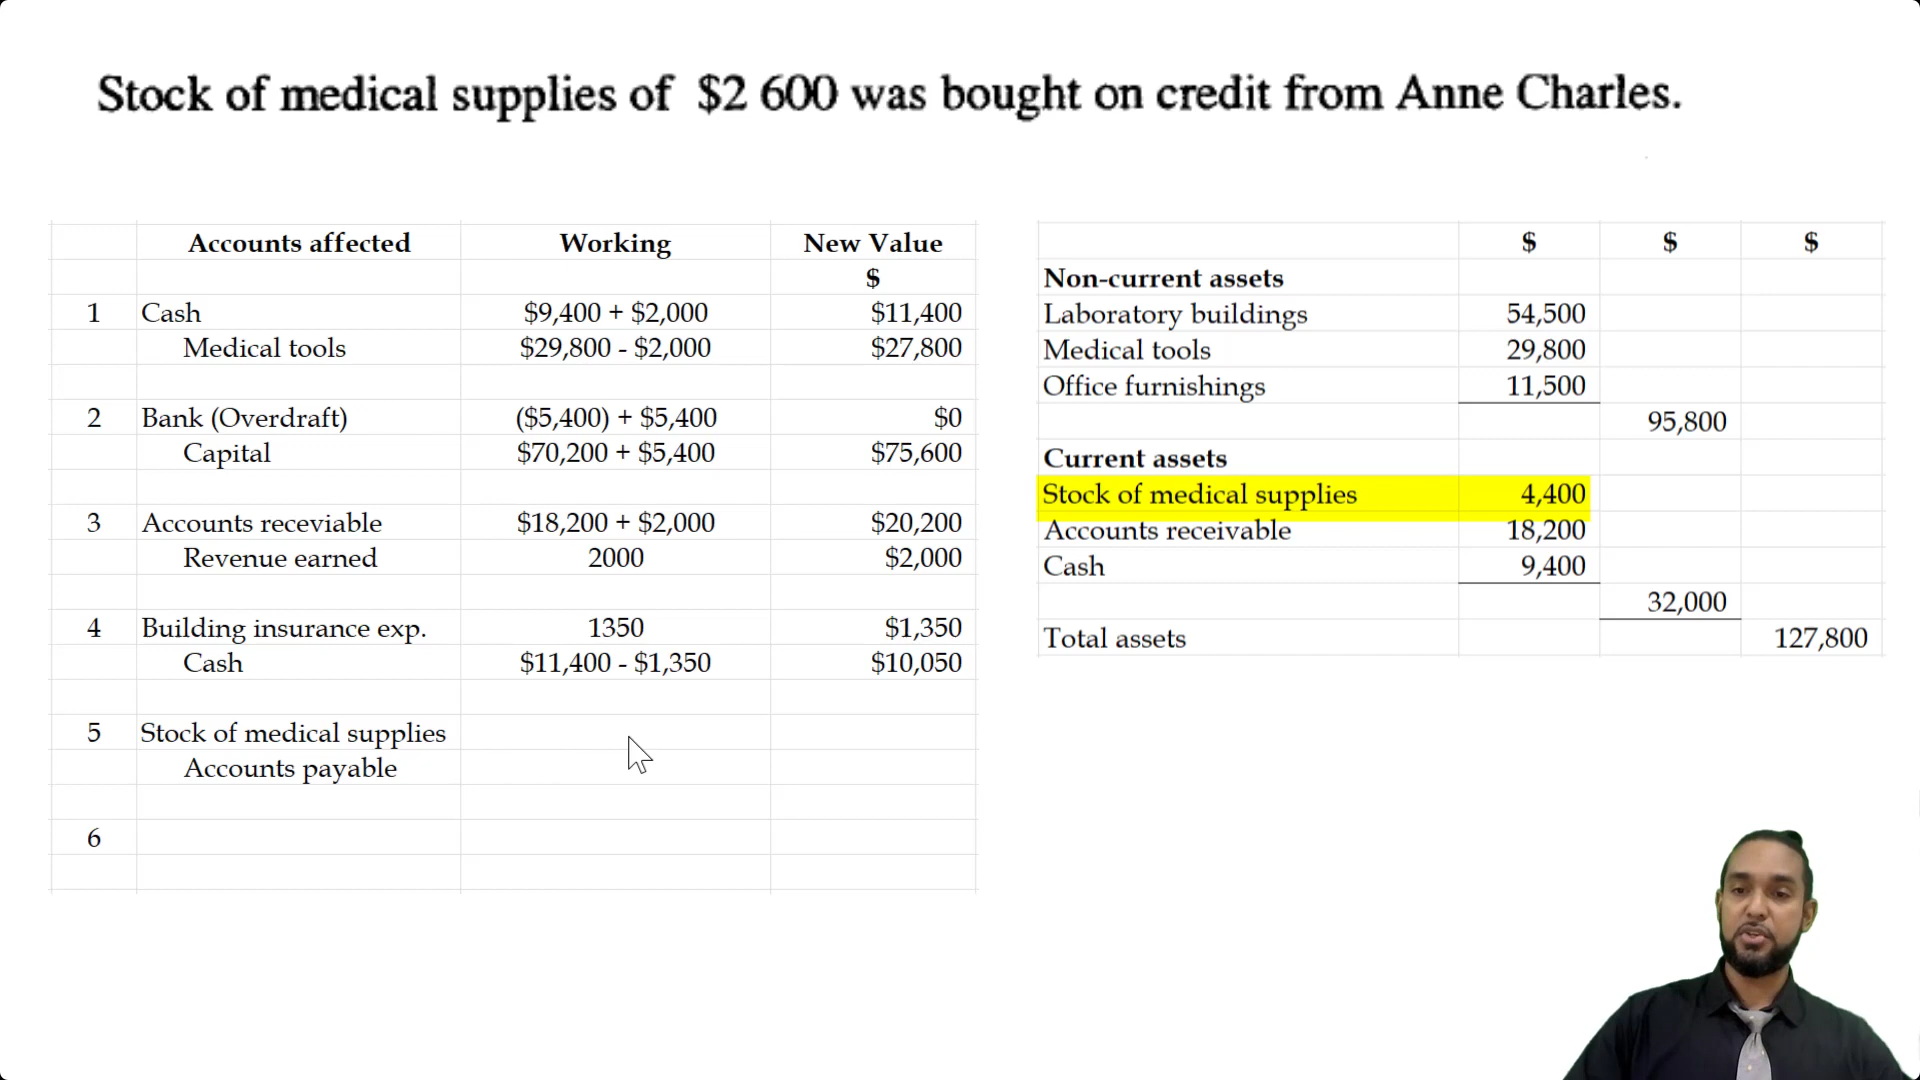 Stock of medical supplies of $2 600 was bought on credit from Anne Charles.
Accounts affected Working New Value
$
1 Cash $9,400 + $2,000 $11,400
Medical tools $29,800 - $2,000 $27,800
2 Bank (Overdraft) ($5,400) + $5,400 $0
Capital $70,200 + $5,400 $75,600
3 Accounts receviable $18,200 + $2,000 $20,200
Revenue earned 2000 $2,000
4 Building insurance exp. 1350 $1,350
Cash $11,400 - $1,350 $10,050
5 Stock of medical supplies
Accounts payable
6
$ $ $
Non-current assets
Laboratory buildings 54,500
Medical tools 29,800
Office furnishings 11,500
95,800
Current assets
Stock of medical supplies 4,400
Accounts receivable 18,200
Cash 9,400
32,000
Total assets 127,800